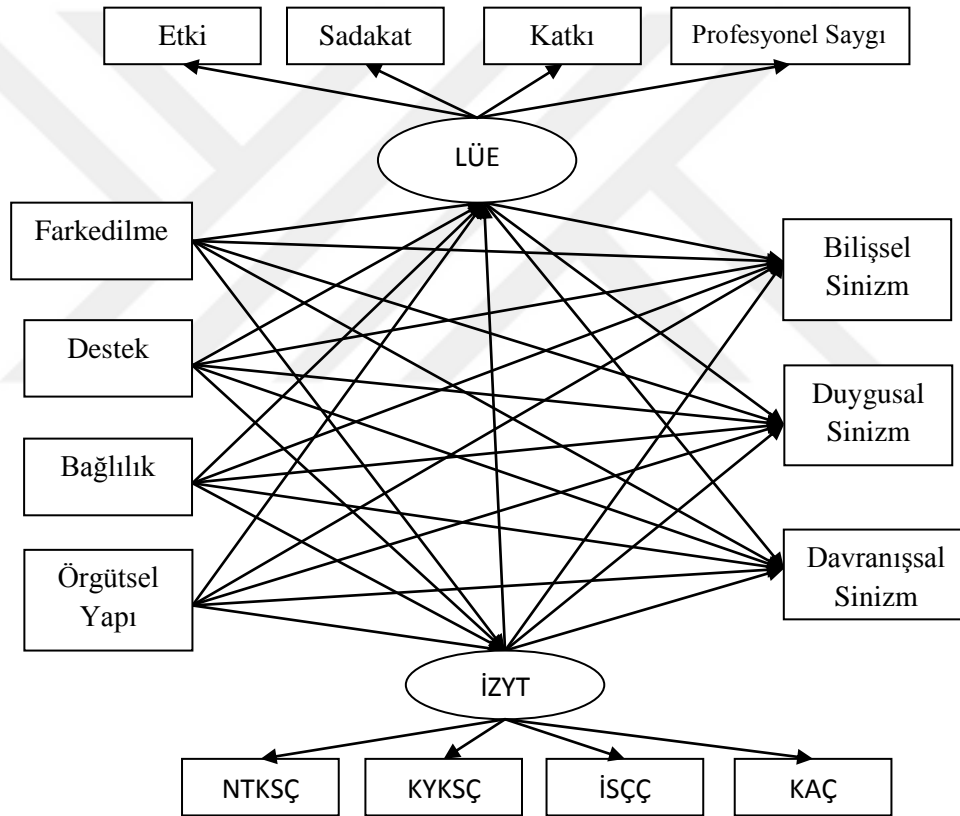 Etki
Sadakat
Katkı
Profesyonel Saygı
LÜE
Farkedilme
Bilişsel
Sinizm
Destek
Duygusal
Sinizm
Bağlılık
Örgütsel
Yapı
Davranışsal
Sinizm
İZYT
NTKSÇ
KYKSÇ
İSÇÇ
KAÇ